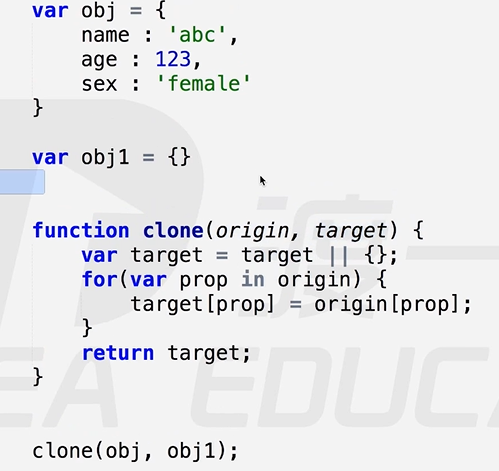 var obj = {
    name : 'abc',
    age : 123,
    sex : 'female'
}
var obj1 = {}
function clone(origin, target) {
    var target = target || {};
    for(var prop in origin) {
        target[prop] = origin[prop];
    }
    return target;
}
clone(obj, obj1);